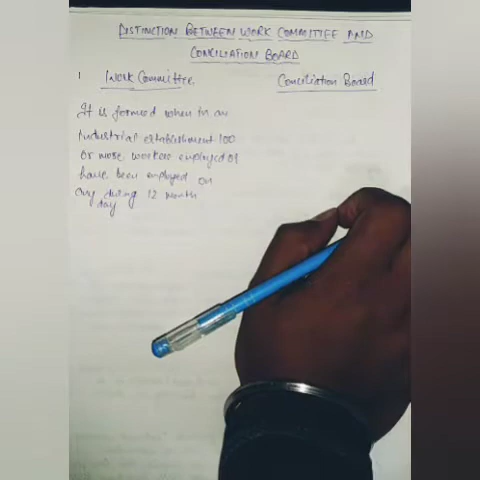 DISTINCTION BETWEEN WORK COMMITTEE AND
CONCILIATION BOARD
1 Work Committee. Conciliation Board
It is formed when in an
Industrial establishment 100
or more workers employed or
have been employed on
any during 12 month
day